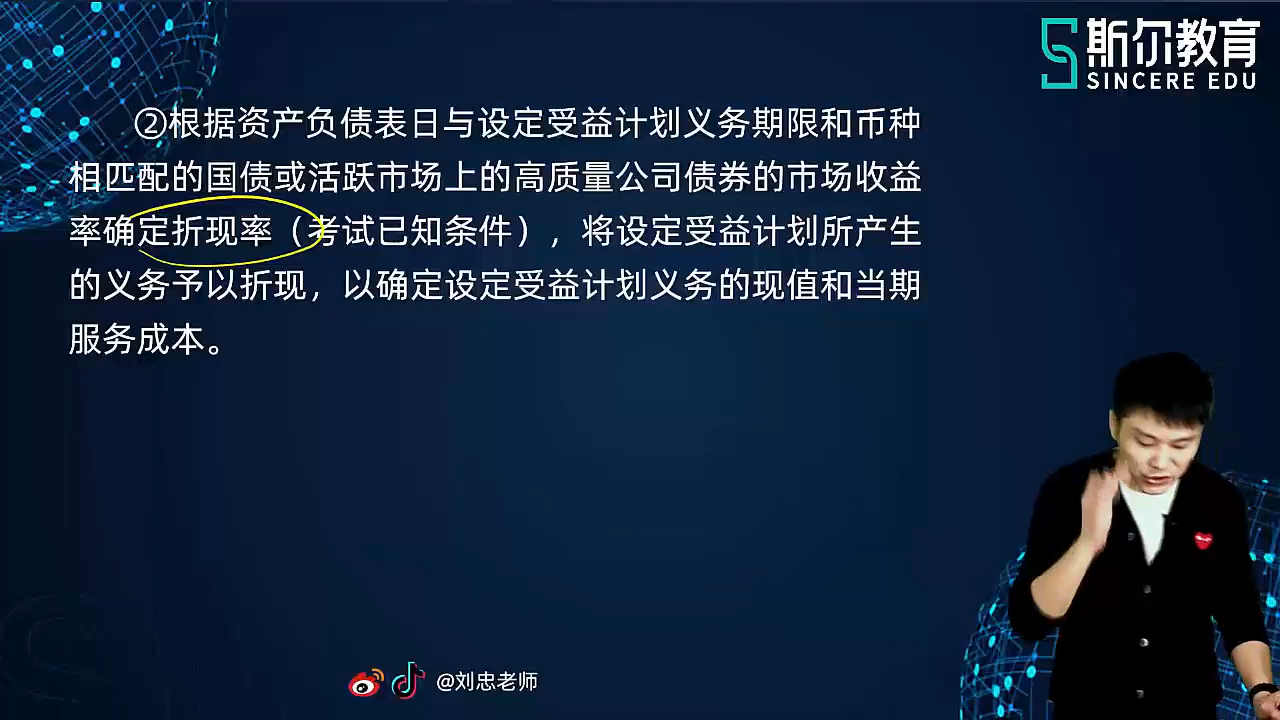 斯尔教育
SINCERE EDU
②根据资产负债表日与设定受益计划义务期限和币种
相匹配的国债或活跃市场上的高质量公司债券的市场收益
率确定折现率（考试已知条件），将设定受益计划所产生
的义务予以折现，以确定设定受益计划义务的现值和当期
服务成本。
@刘忠老师